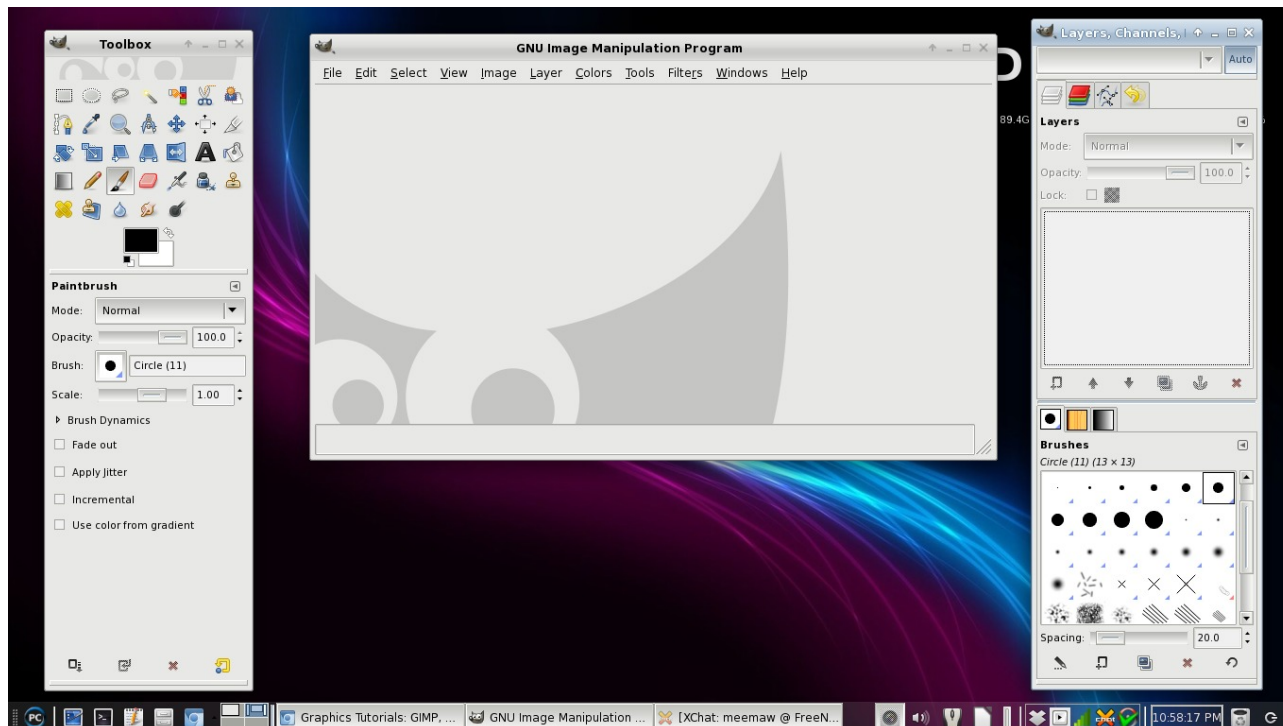 Toolbox
Paintbrush
Mode: Normal
Opacity: 100.0
Brush: Circle (11)
Scale: 1.00
Brush Dynamics
Fade out
Apply Jitter
Incremental
Use color from gradient
GNU Image Manipulation Program
File Edit Select View Image Layer Colors Tools Filters Windows Help
D
89.4G
Layers, Channels,
Auto
Layers
Mode: Normal
Opacity: 100.0
Lock:
Brushes
Circle (11) (13 × 13)
Spacing: 20.0
PC
Graphics Tutorials: GIMP, ...
GNU Image Manipulation ...
[XChat: meemaw @ FreeN...
10:58:17 PM